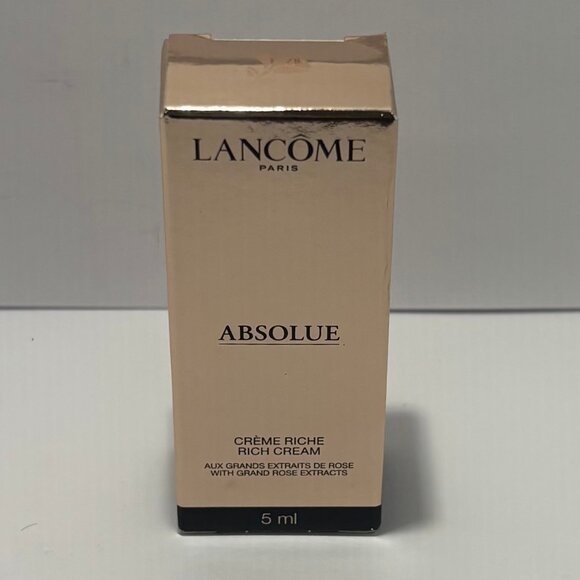 LANCÔME
PARIS
ABSOLUE
CRÈME RICHE
RICH CREAM
AUX GRANDS EXTRAITS DE ROSE
WITH GRAND ROSE EXTRACTS
5 ml